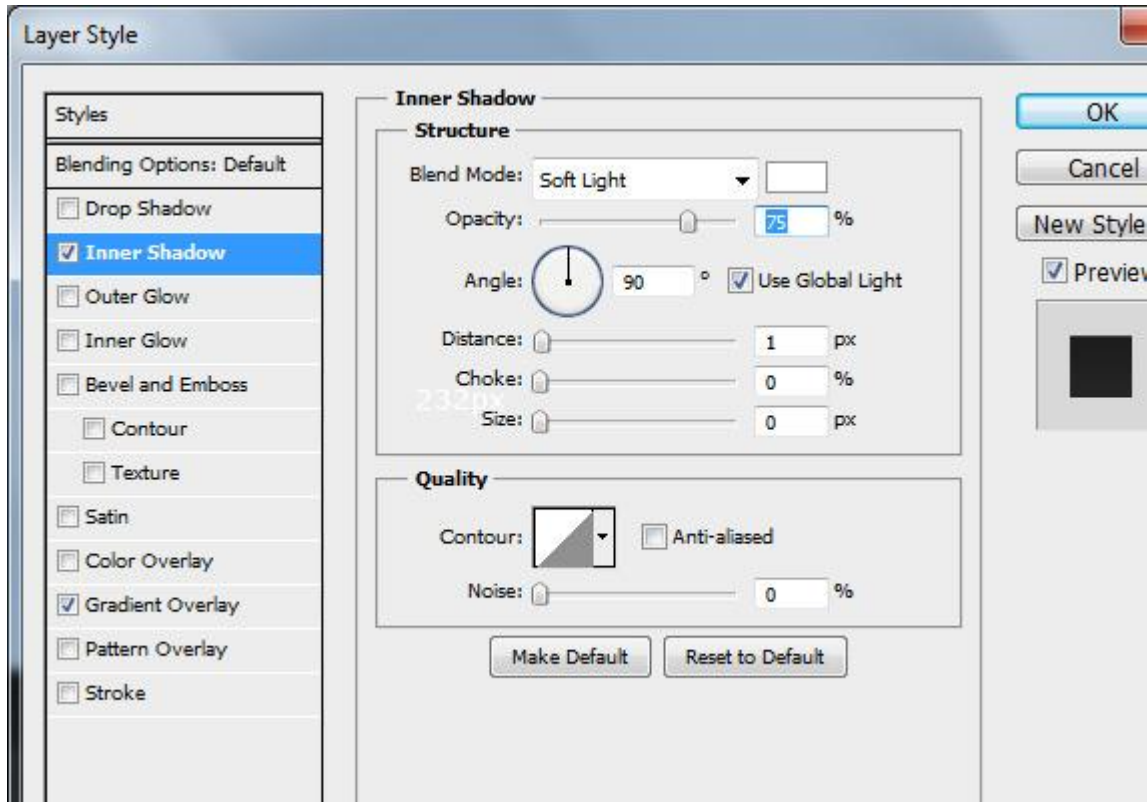 Layer Style
Styles
Blending Options: Default
Drop Shadow
Inner Shadow
Outer Glow
Inner Glow
Bevel and Emboss
Contour
Texture
Satin
Color Overlay
Gradient Overlay
Pattern Overlay
Stroke
Inner Shadow
Structure
Blend Mode: Soft Light
Opacity: 75 %
Angle: 90 ° Use Global Light
Distance: 1 px
Choke: 0 %
232px
Size: 0 px
Quality
Contour: Anti-aliased
Noise: 0 %
Make Default Reset to Default
OK
Cancel
New Style
Preview